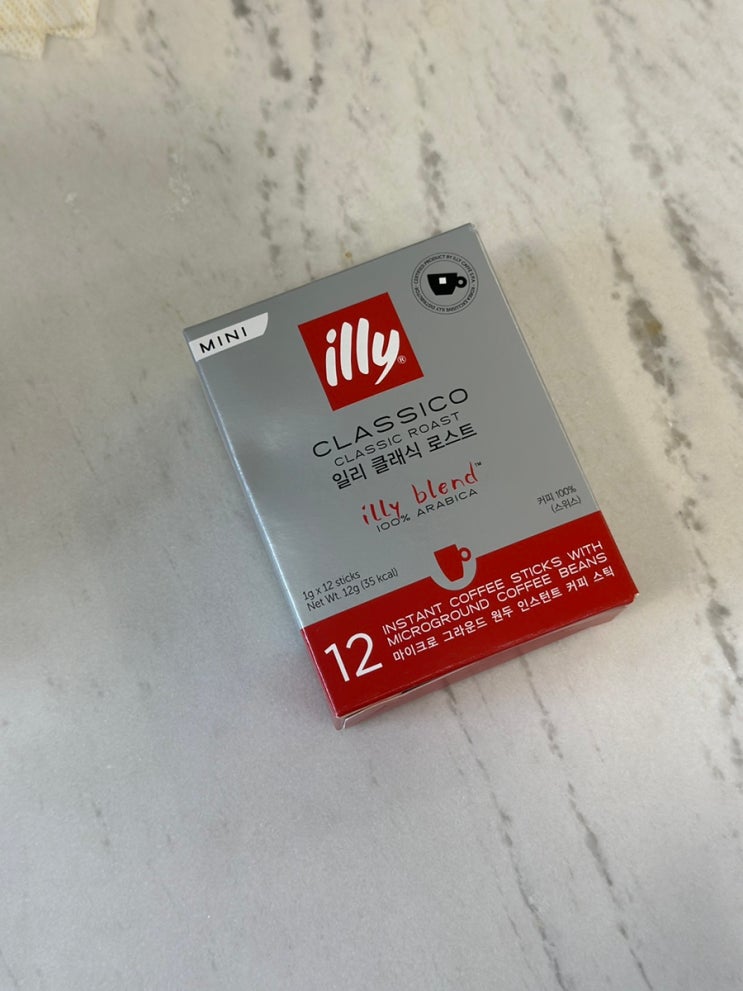 MINI
illy®
CLASSICO
CLASSIC ROAST
일리 클래식 로스트
illy blend™
100% ARABICA
커피 100%
(스위스)
1g x 12 sticks
Net Wt. 12g (35 kcal)
12
INSTANT COFFEE STICKS WITH
MICROGROUND COFFEE BEANS
마이크로 그라운드 원두 인스턴트 커피 스틱